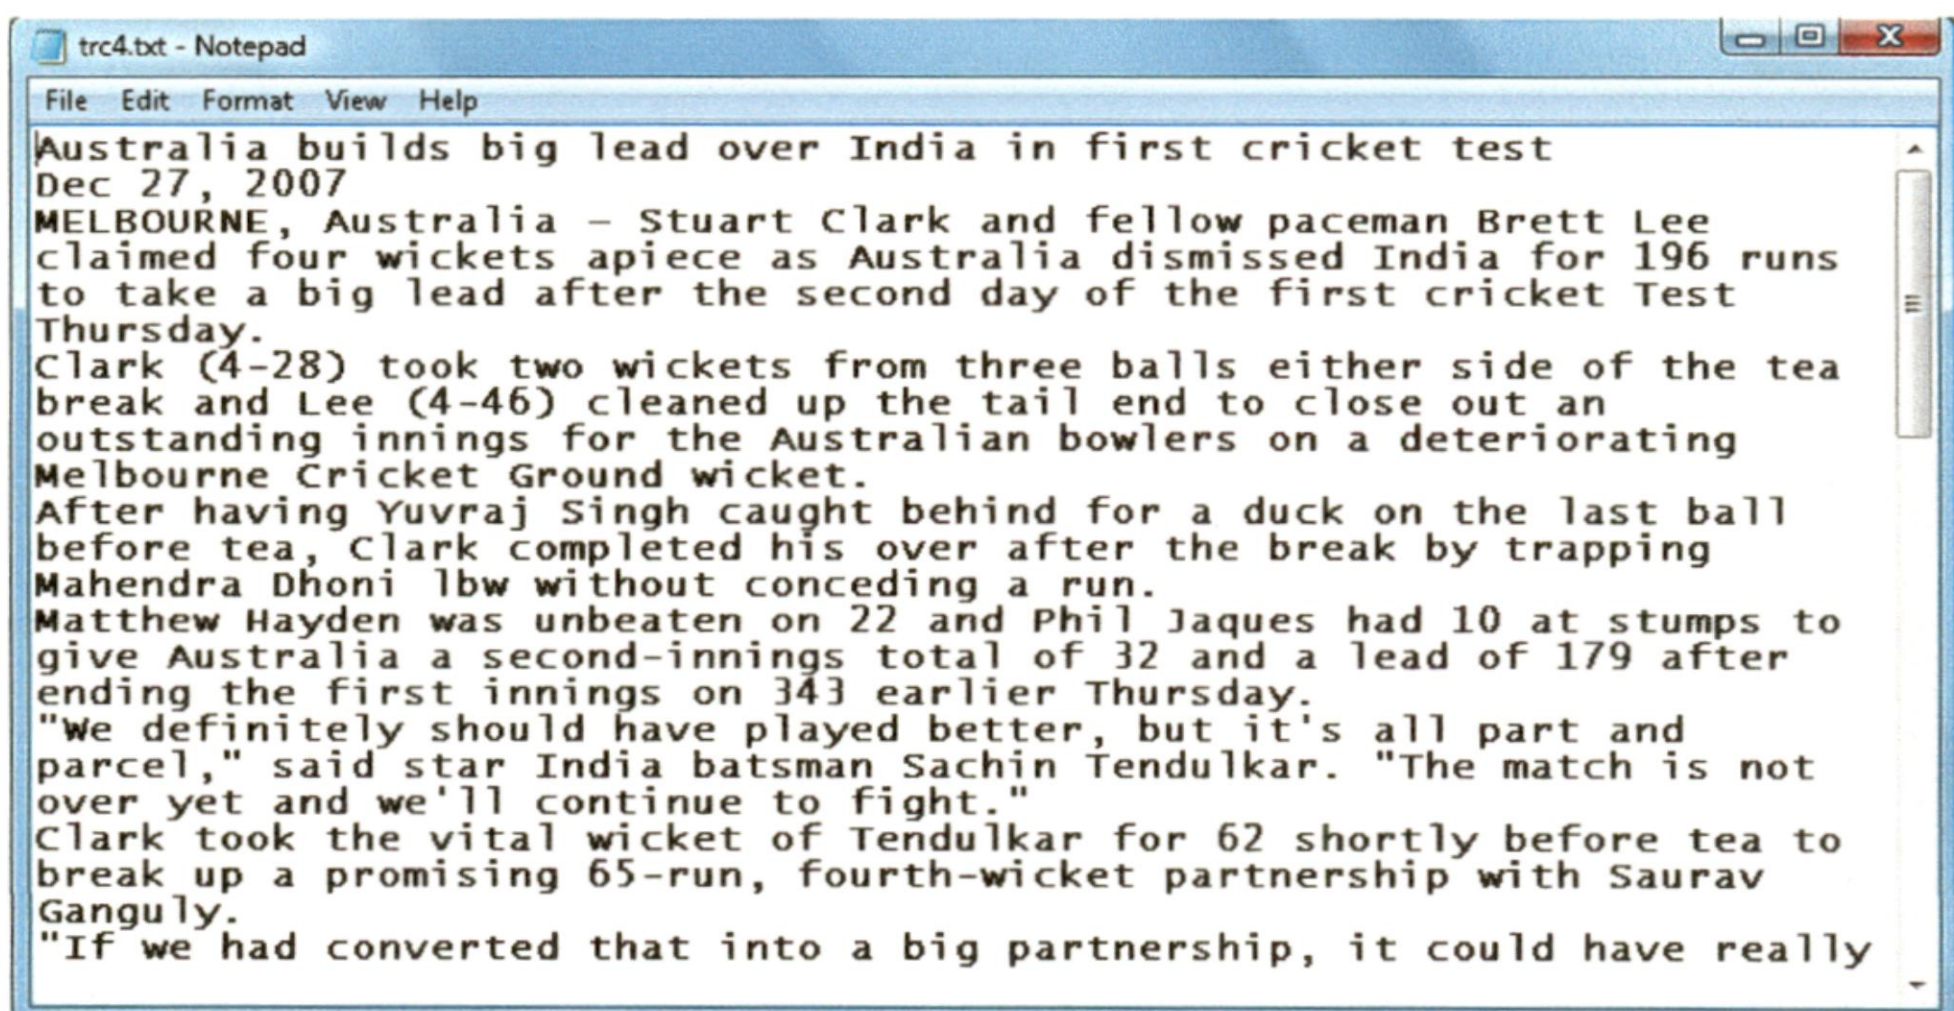 trc4.txt - Notepad
File Edit Format View Help
Australia builds big lead over India in first cricket test
Dec 27, 2007
MELBOURNE, Australia – Stuart Clark and fellow paceman Brett Lee
claimed four wickets apiece as Australia dismissed India for 196 runs
to take a big lead after the second day of the first cricket Test
Thursday.
Clark (4-28) took two wickets from three balls either side of the tea
break and Lee (4-46) cleaned up the tail end to close out an
outstanding innings for the Australian bowlers on a deteriorating
Melbourne Cricket Ground wicket.
After having Yuvraj Singh caught behind for a duck on the last ball
before tea, Clark completed his over after the break by trapping
Mahendra Dhoni lbw without conceding a run.
Matthew Hayden was unbeaten on 22 and Phil Jaques had 10 at stumps to
give Australia a second-innings total of 32 and a lead of 179 after
ending the first innings on 343 earlier Thursday.
"We definitely should have played better, but it's all part and
parcel," said star India batsman Sachin Tendulkar. "The match is not
over yet and we'll continue to fight."
Clark took the vital wicket of Tendulkar for 62 shortly before tea to
break up a promising 65-run, fourth-wicket partnership with Saurav
Ganguly.
"If we had converted that into a big partnership, it could have really